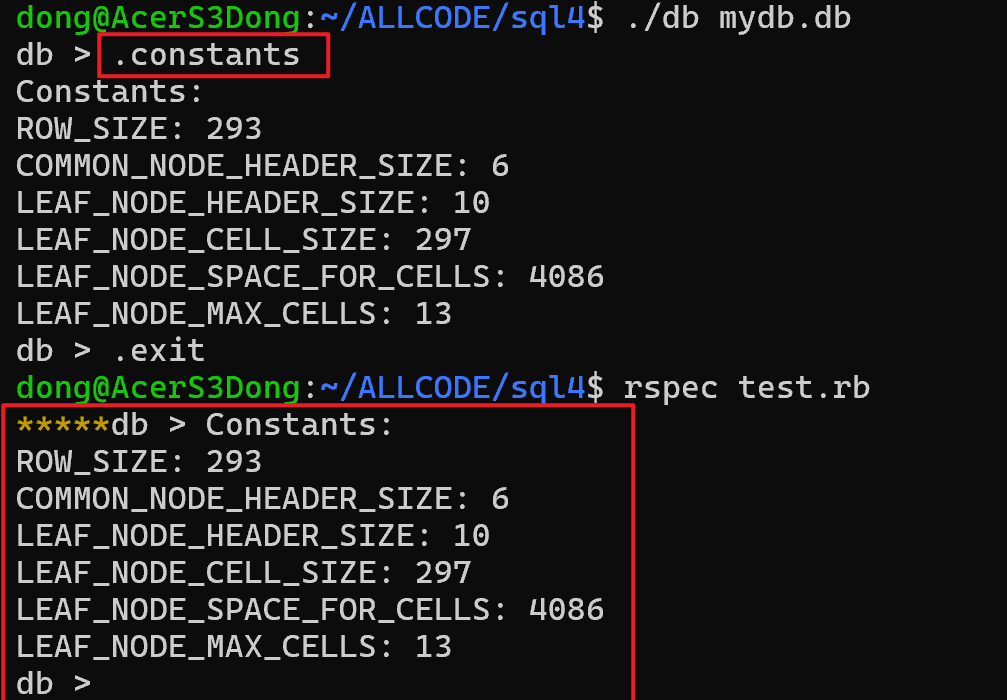 dong@AcerS3Dong:~/ALLCODE/sql4$ ./db mydb.db
db > .constants
Constants:
ROW_SIZE: 293
COMMON_NODE_HEADER_SIZE: 6
LEAF_NODE_HEADER_SIZE: 10
LEAF_NODE_CELL_SIZE: 297
LEAF_NODE_SPACE_FOR_CELLS: 4086
LEAF_NODE_MAX_CELLS: 13
db > .exit
dong@AcerS3Dong:~/ALLCODE/sql4$ rspec test.rb
*****db > Constants:
ROW_SIZE: 293
COMMON_NODE_HEADER_SIZE: 6
LEAF_NODE_HEADER_SIZE: 10
LEAF_NODE_CELL_SIZE: 297
LEAF_NODE_SPACE_FOR_CELLS: 4086
LEAF_NODE_MAX_CELLS: 13
db >